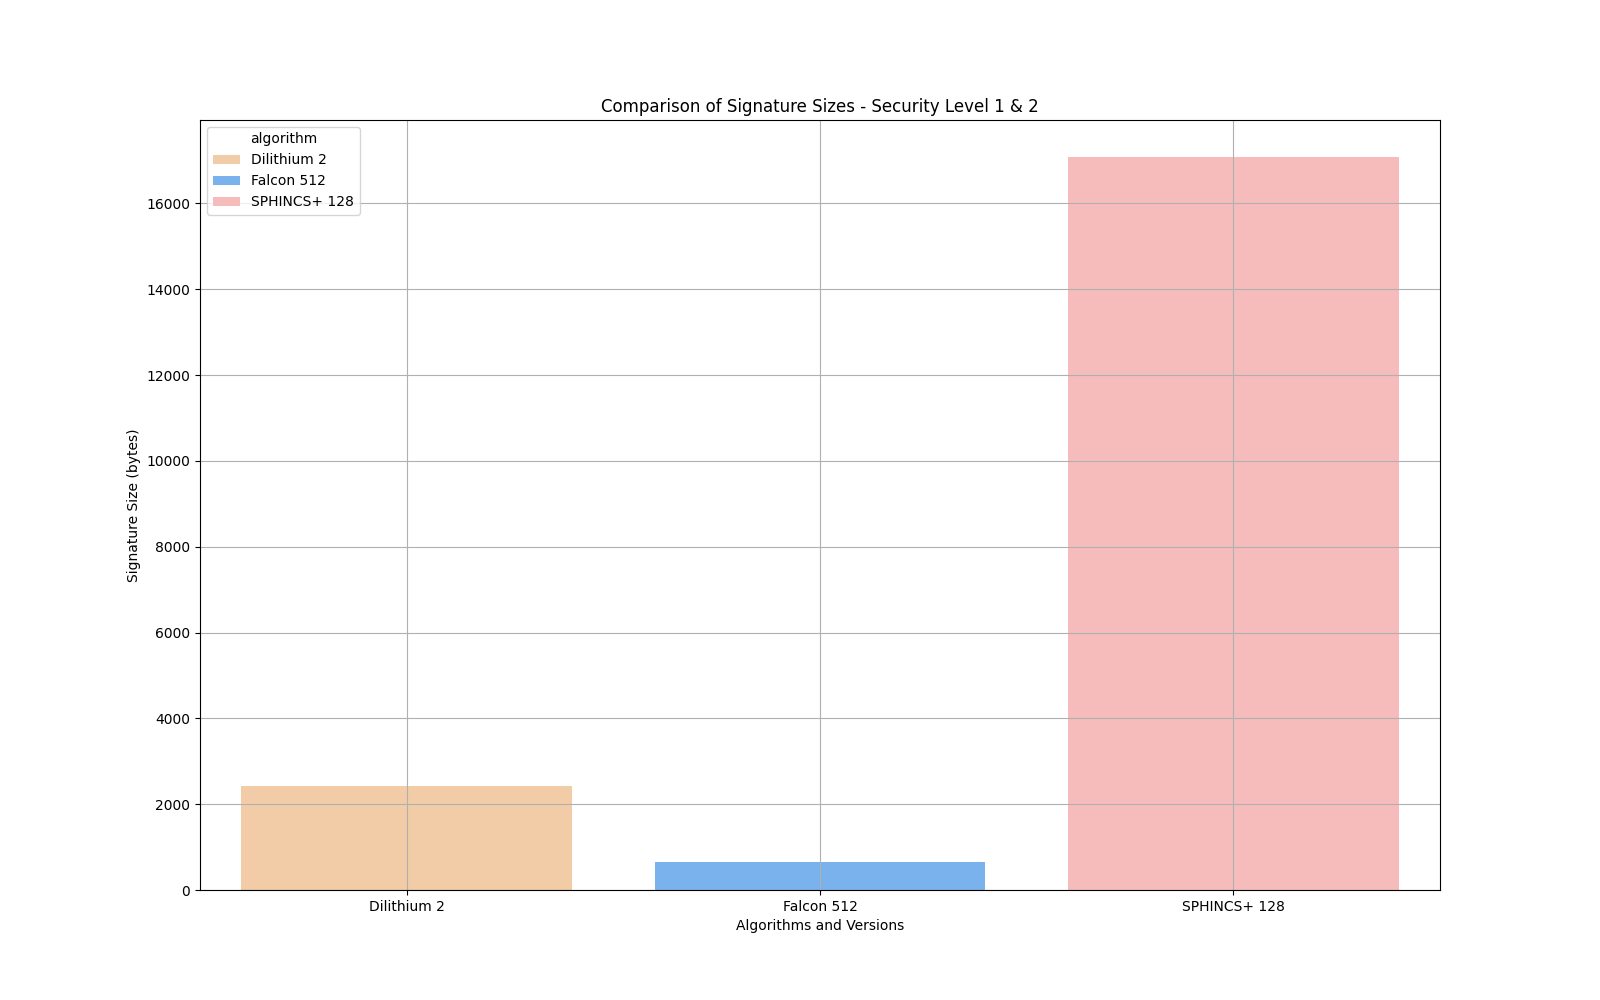 Comparison of Signature Sizes - Security Level 1 & 2
algorithm
Dilithium 2
Falcon 512
SPHINCS+ 128
16000
14000
12000
10000
8000
6000
4000
2000
0
Signature Size (bytes)
Dilithium 2
Falcon 512
SPHINCS+ 128
Algorithms and Versions